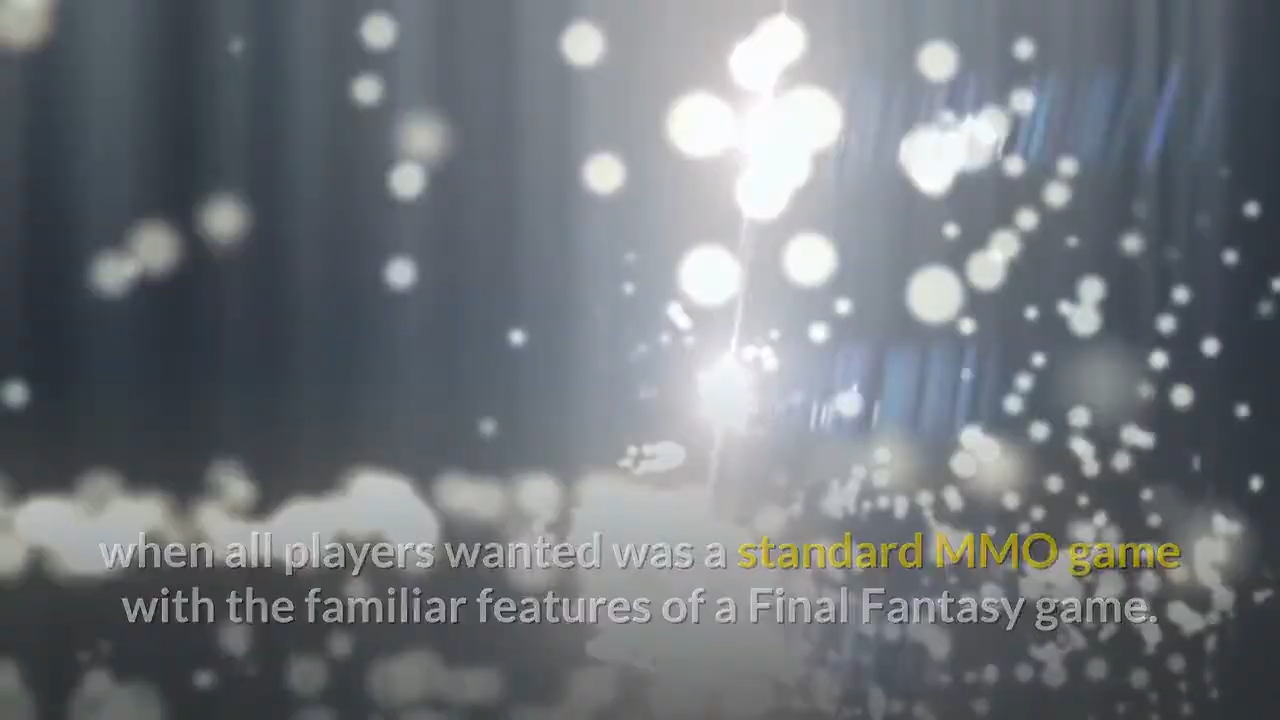 when all players wanted was a standard MMO game
with the familiar features of a Final Fantasy game.